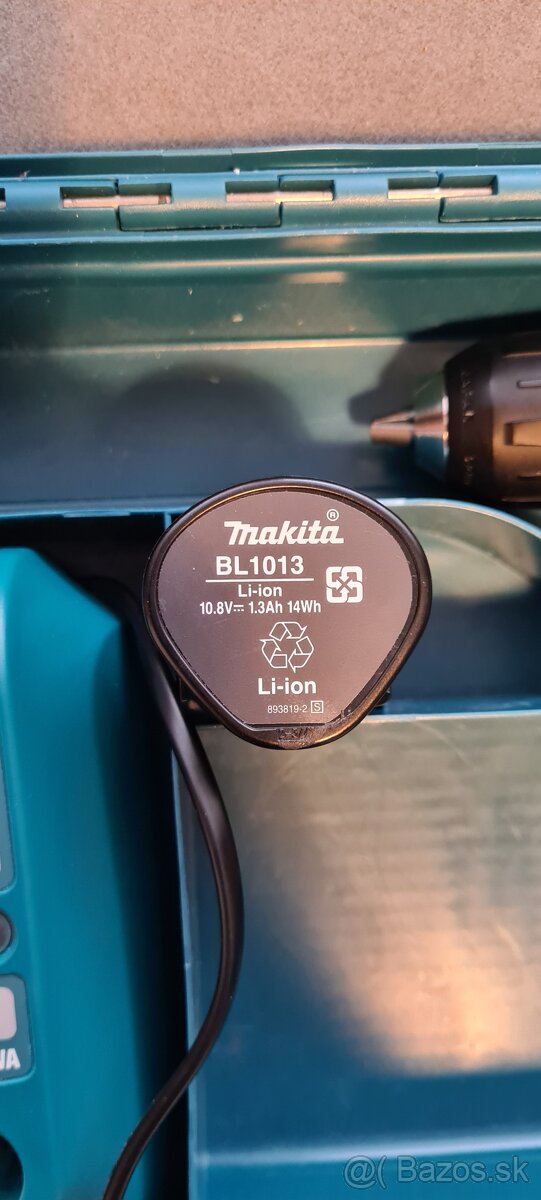 makita®
BL1013
Li-ion
10.8V⎓ 1.3Ah 14Wh
Li-ion
893819-2 S
@ Bazos.sk